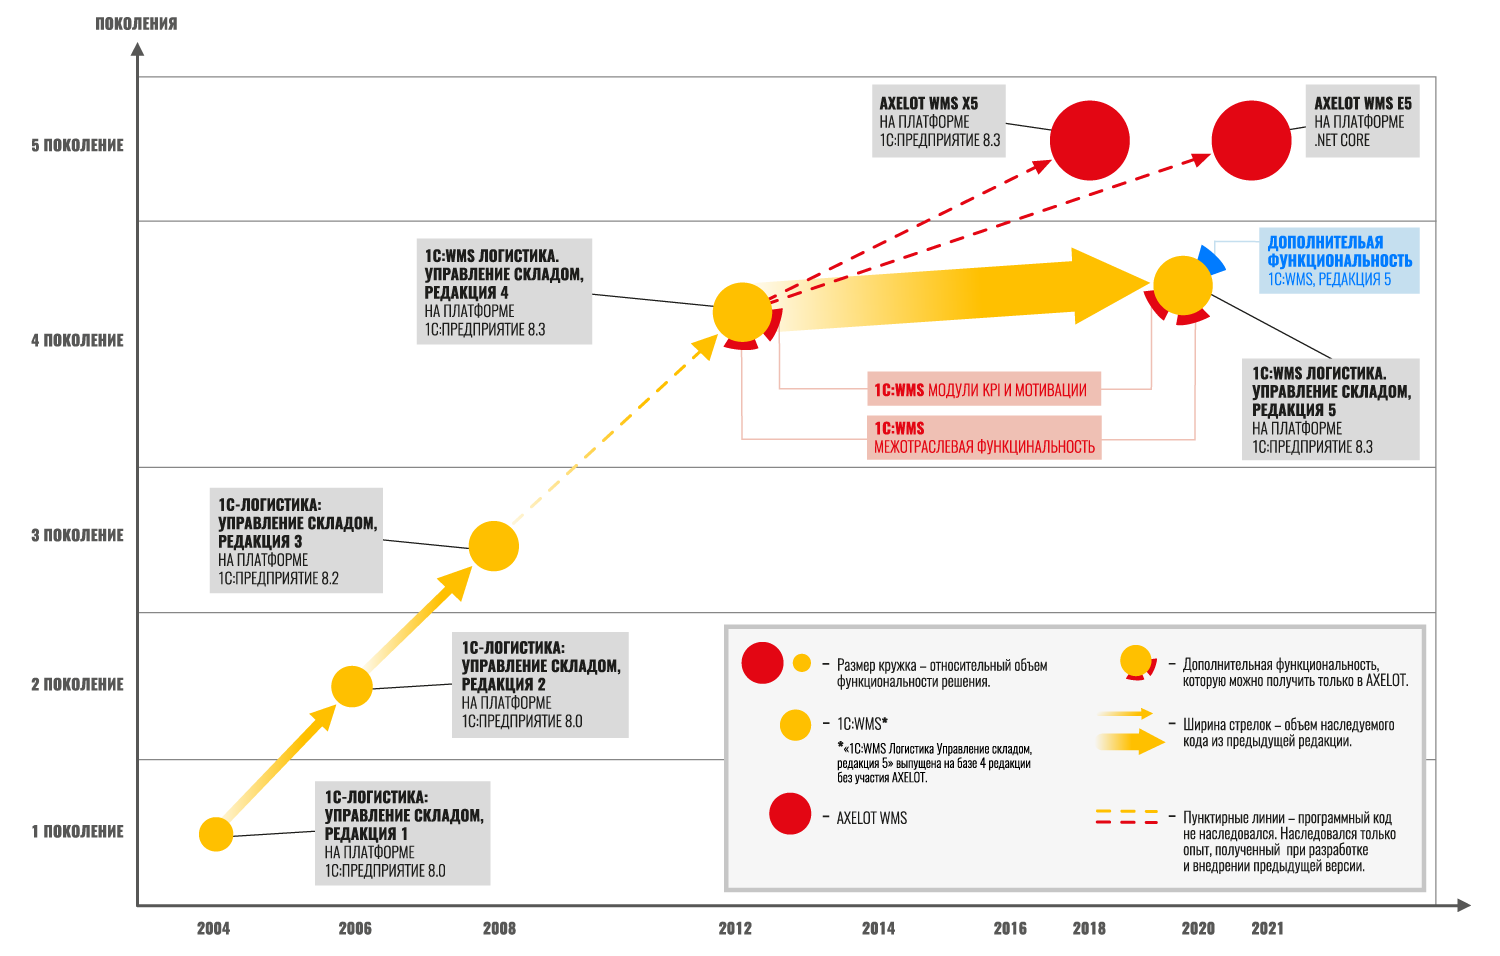 ПОКОЛЕНИЯ
5 ПОКОЛЕНИЕ
AXELOT WMS X5
НА ПЛАТФОРМЕ
1С:ПРЕДПРИЯТИЕ 8.3
AXELOT WMS E5
НА ПЛАТФОРМЕ
.NET CORE
4 ПОКОЛЕНИЕ
1С:WMS ЛОГИСТИКА.
УПРАВЛЕНИЕ СКЛАДОМ,
РЕДАКЦИЯ 4
НА ПЛАТФОРМЕ
1С:ПРЕДПРИЯТИЕ 8.3
ДОПОЛНИТЕЛЬАЯ
ФУНКЦИОНАЛЬНОСТЬ
1С:WMS, РЕДАКЦИЯ 5
1С:WMS МОДУЛИ KPI И МОТИВАЦИИ
1С:WMS
МЕЖОТРАСЛЕВАЯ ФУНКЦИНАЛЬНОСТЬ
1С:WMS ЛОГИСТИКА.
УПРАВЛЕНИЕ СКЛАДОМ,
РЕДАКЦИЯ 5
НА ПЛАТФОРМЕ
1С:ПРЕДПРИЯТИЕ 8.3
3 ПОКОЛЕНИЕ
1С-ЛОГИСТИКА:
УПРАВЛЕНИЕ СКЛАДОМ,
РЕДАКЦИЯ 3
НА ПЛАТФОРМЕ
1С:ПРЕДПРИЯТИЕ 8.2
2 ПОКОЛЕНИЕ
1С-ЛОГИСТИКА:
УПРАВЛЕНИЕ СКЛАДОМ,
РЕДАКЦИЯ 2
НА ПЛАТФОРМЕ
1С:ПРЕДПРИЯТИЕ 8.0
1 ПОКОЛЕНИЕ
1С-ЛОГИСТИКА:
УПРАВЛЕНИЕ СКЛАДОМ,
РЕДАКЦИЯ 1
НА ПЛАТФОРМЕ
1С:ПРЕДПРИЯТИЕ 8.0
– Размер кружка – относительный объем
функциональности решения.
– 1С:WMS*
*«1С:WMS Логистика Управление складом,
редакция 5» выпущена на базе 4 редакции
без участия AXELOT.
– AXELOT WMS
– Дополнительная функциональность,
которую можно получить только в AXELOT.
– Ширина стрелок – объем наследуемого
кода из предыдущей редакции.
– Пунктирные линии – программный код
не наследовался. Наследовался только
опыт, полученный при разработке
и внедрении предыдущей версии.
2004
2006
2008
2012
2014
2016
2018
2020
2021